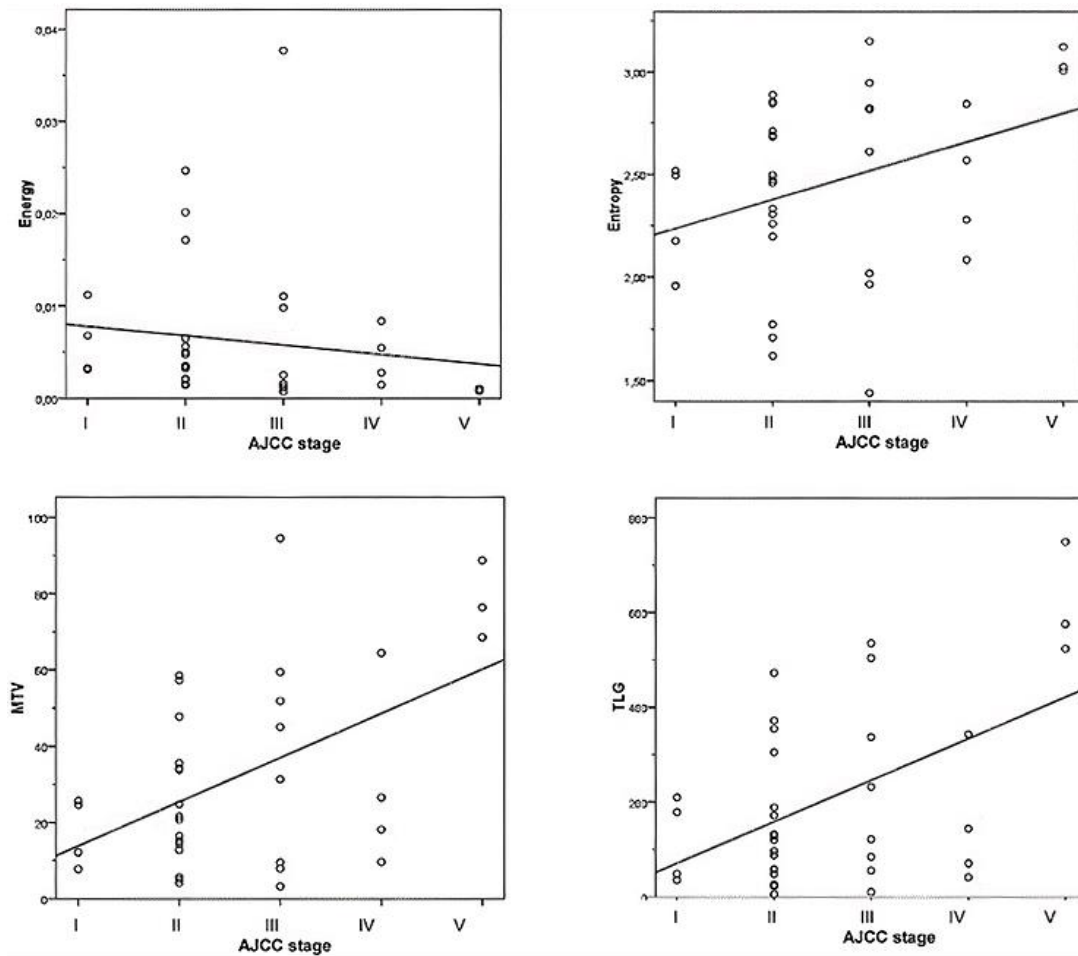 0,04
0,03
0,02
0,01
0,00
Energy
I II III IV V
AJCC stage
3,00
2,50
2,00
1,50
Entropy
I II III IV V
AJCC stage
100
80
60
40
20
0
MTV
I II III IV V
AJCC stage
800
600
400
200
0
TLG
I II III IV V
AJCC stage